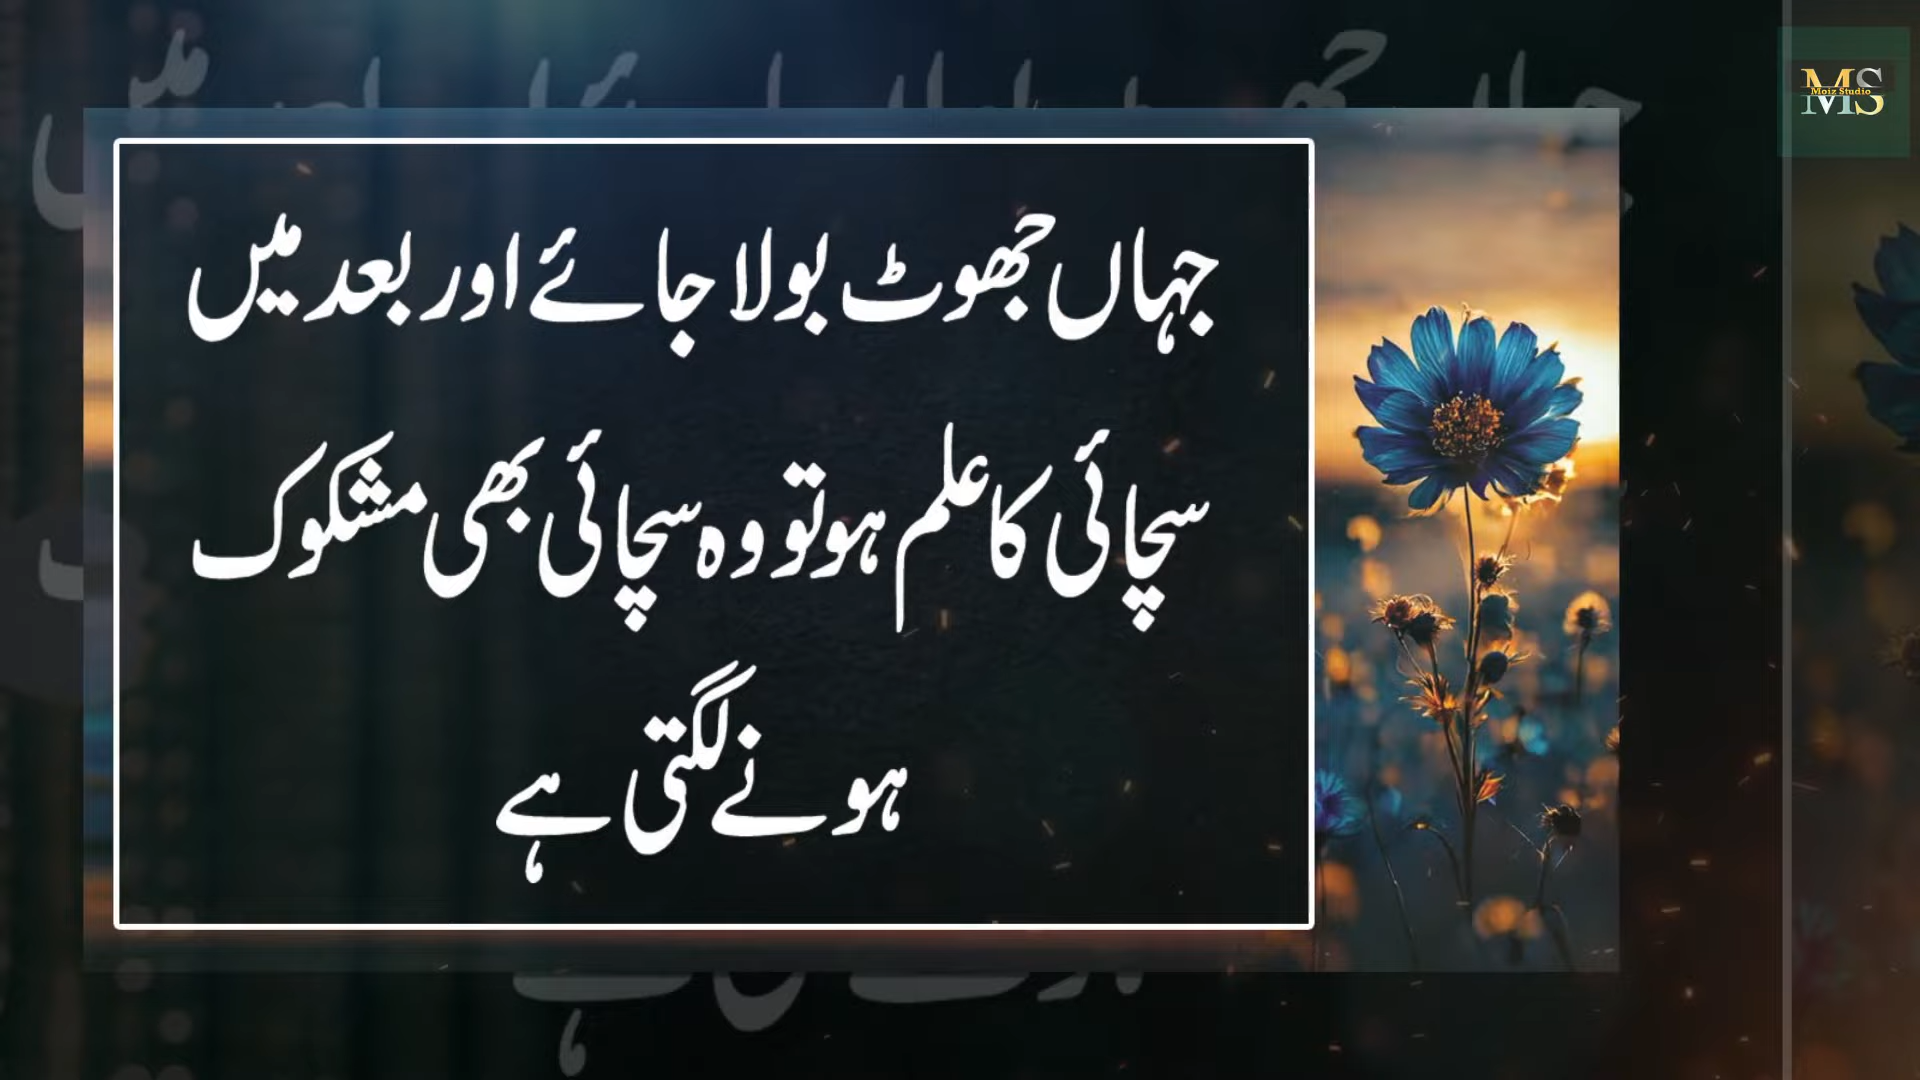 جہاں جھوٹ بولا جائے اور بعد میں
سچائی کا علم ہو تو وہ سچائی بھی مشکوک
ہونے لگتی ہے
MS
Moiz Studio